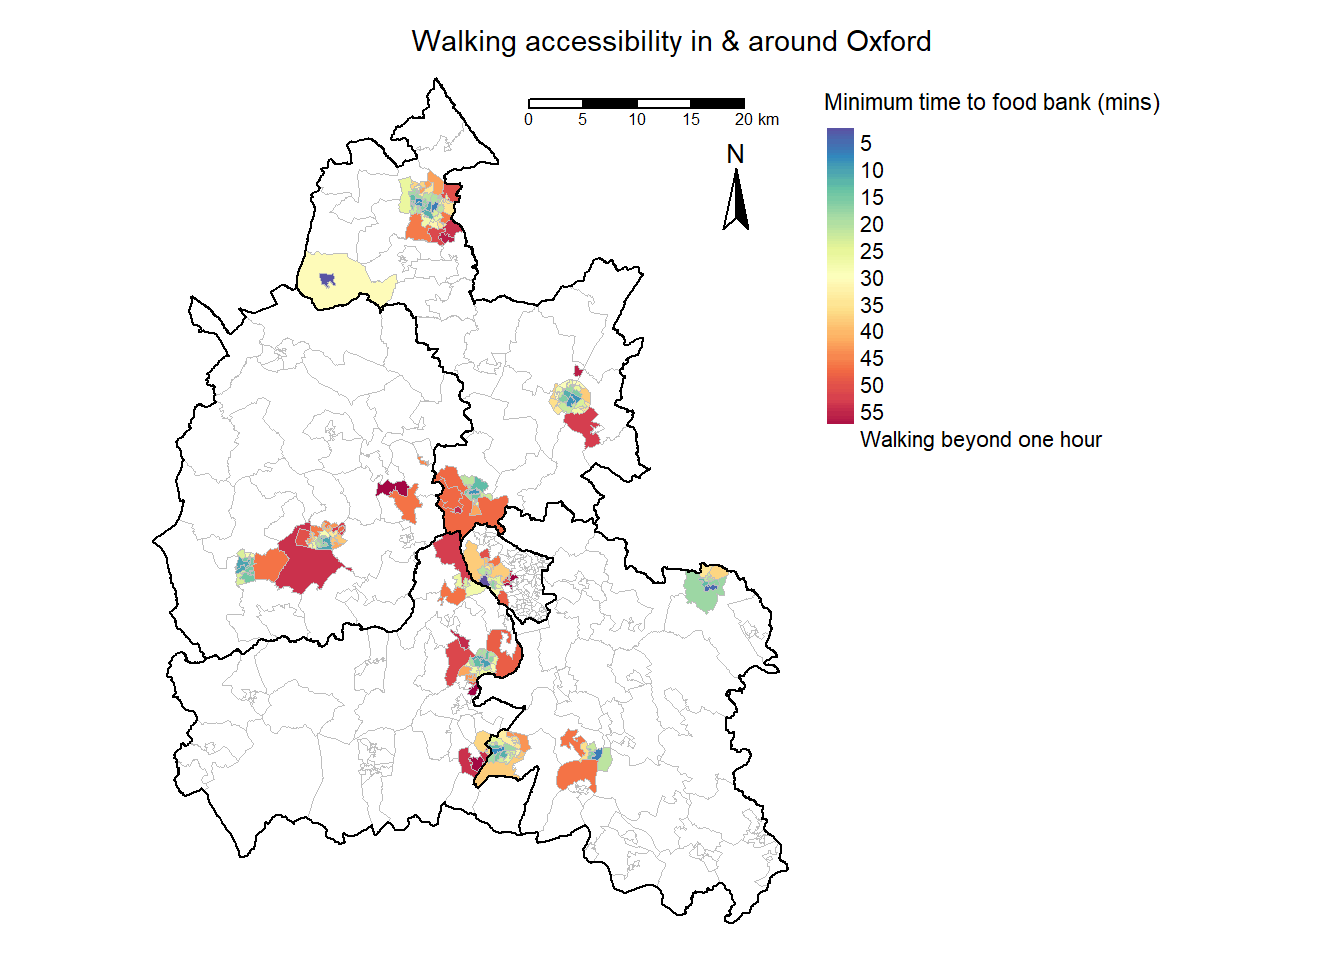 Walking accessibility in & around Oxford
0 5 10 15 20 km
N
Minimum time to food bank (mins)
5
10
15
20
25
30
35
40
45
50
55
Walking beyond one hour